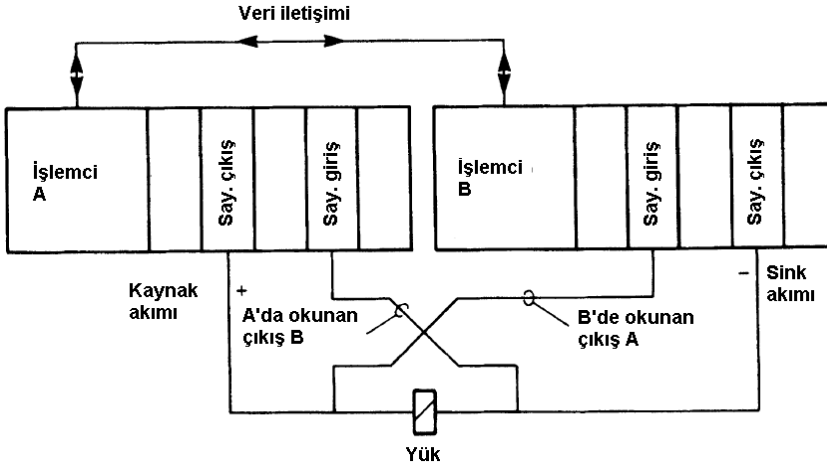 Veri iletişimi
İşlemci
A
Say. çıkış
Say. giriş
İşlemci
B
Say. giriş
Say. çıkış
Kaynak
akımı
+
A'da okunan
çıkış B
B'de okunan
çıkış A
–
Sink
akımı
Yük